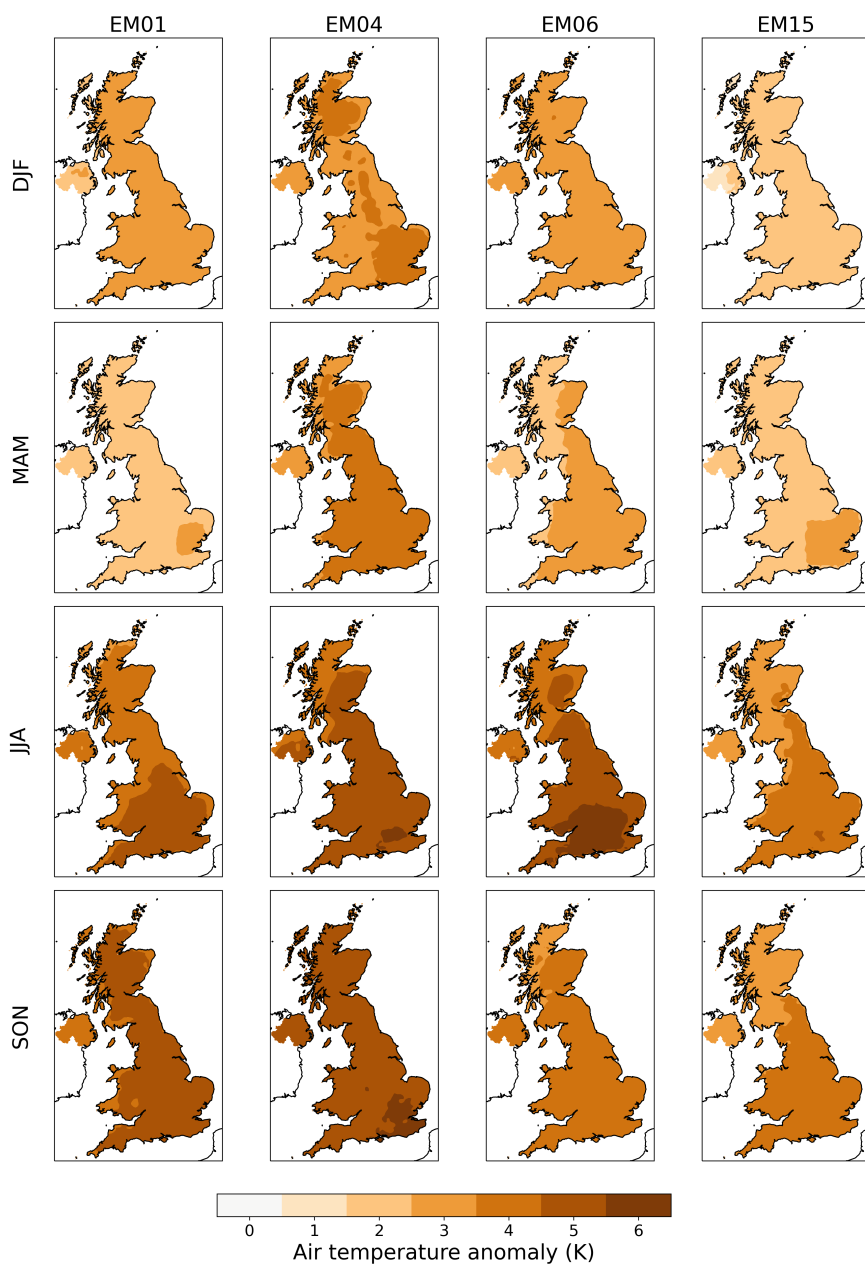 EM01 EM04 EM06 EM15
DJF
MAM
JJA
SON
0 1 2 3 4 5 6
Air temperature anomaly (K)